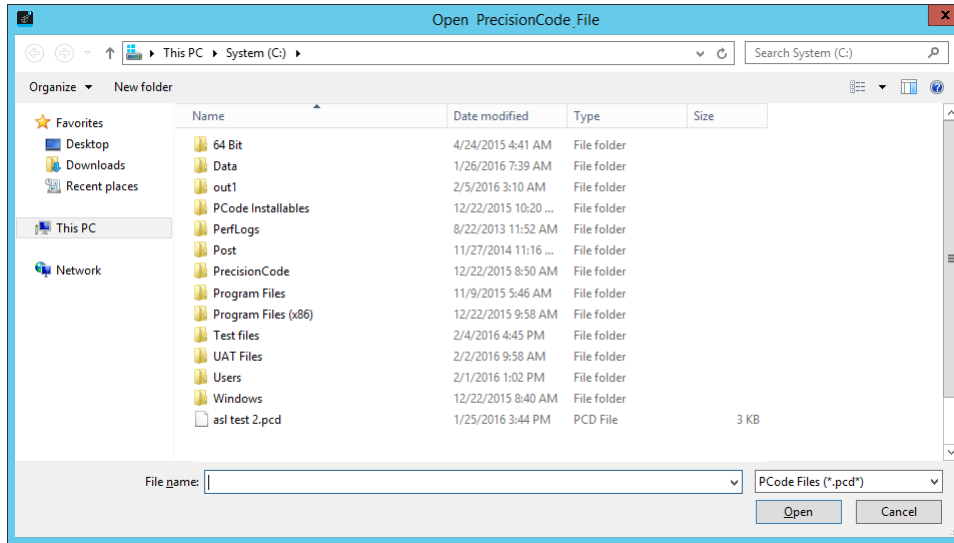 Open PrecisionCode File
x
This PC System (C:)
Search System (C:)
Organize New folder
Name Date modified Type Size
Favorites
Desktop
Downloads
Recent places
This PC
Network
64 Bit 4/24/2015 4:41 AM File folder
Data 1/26/2016 7:39 AM File folder
out1 2/5/2016 3:10 AM File folder
PCode Installables 12/22/2015 10:20 ... File folder
PerfLogs 8/22/2013 11:52 AM File folder
Post 11/27/2014 11:16 ... File folder
PrecisionCode 12/22/2015 8:50 AM File folder
Program Files 11/9/2015 5:46 AM File folder
Program Files (x86) 12/22/2015 9:58 AM File folder
Test files 2/4/2016 4:45 PM File folder
UAT Files 2/2/2016 9:58 AM File folder
Users 2/1/2016 1:02 PM File folder
Windows 12/22/2015 8:40 AM File folder
asl test 2.pcd 1/25/2016 3:44 PM PCD File 3 KB
File name: PCode Files (*.pcd*)
Open Cancel